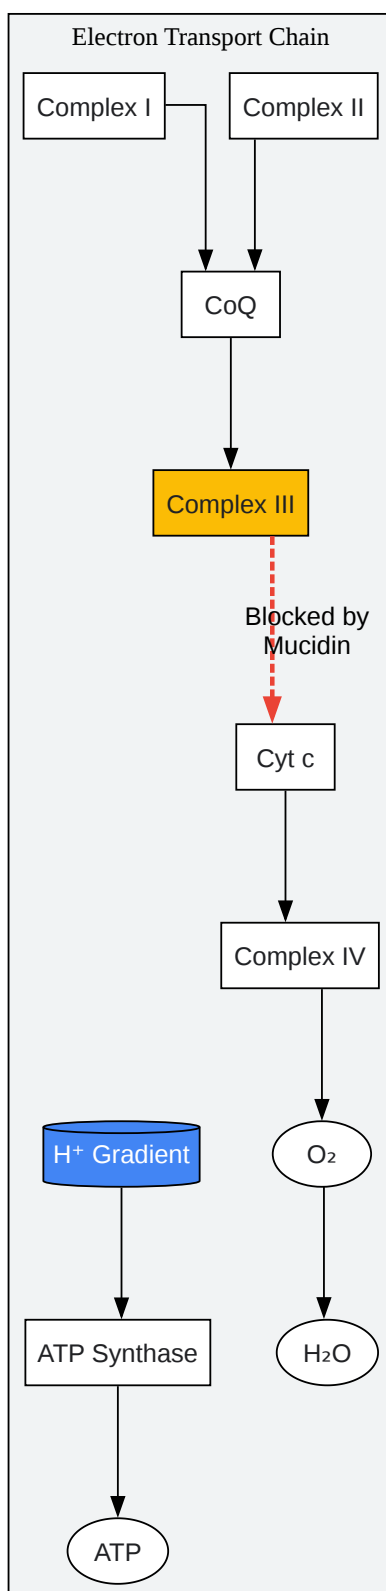 Electron Transport Chain
Complex I
Complex II
CoQ
Complex III
Blocked by
Mucidin
Cyt c
Complex IV
H⁺ Gradient
O₂
ATP Synthase
H₂O
ATP